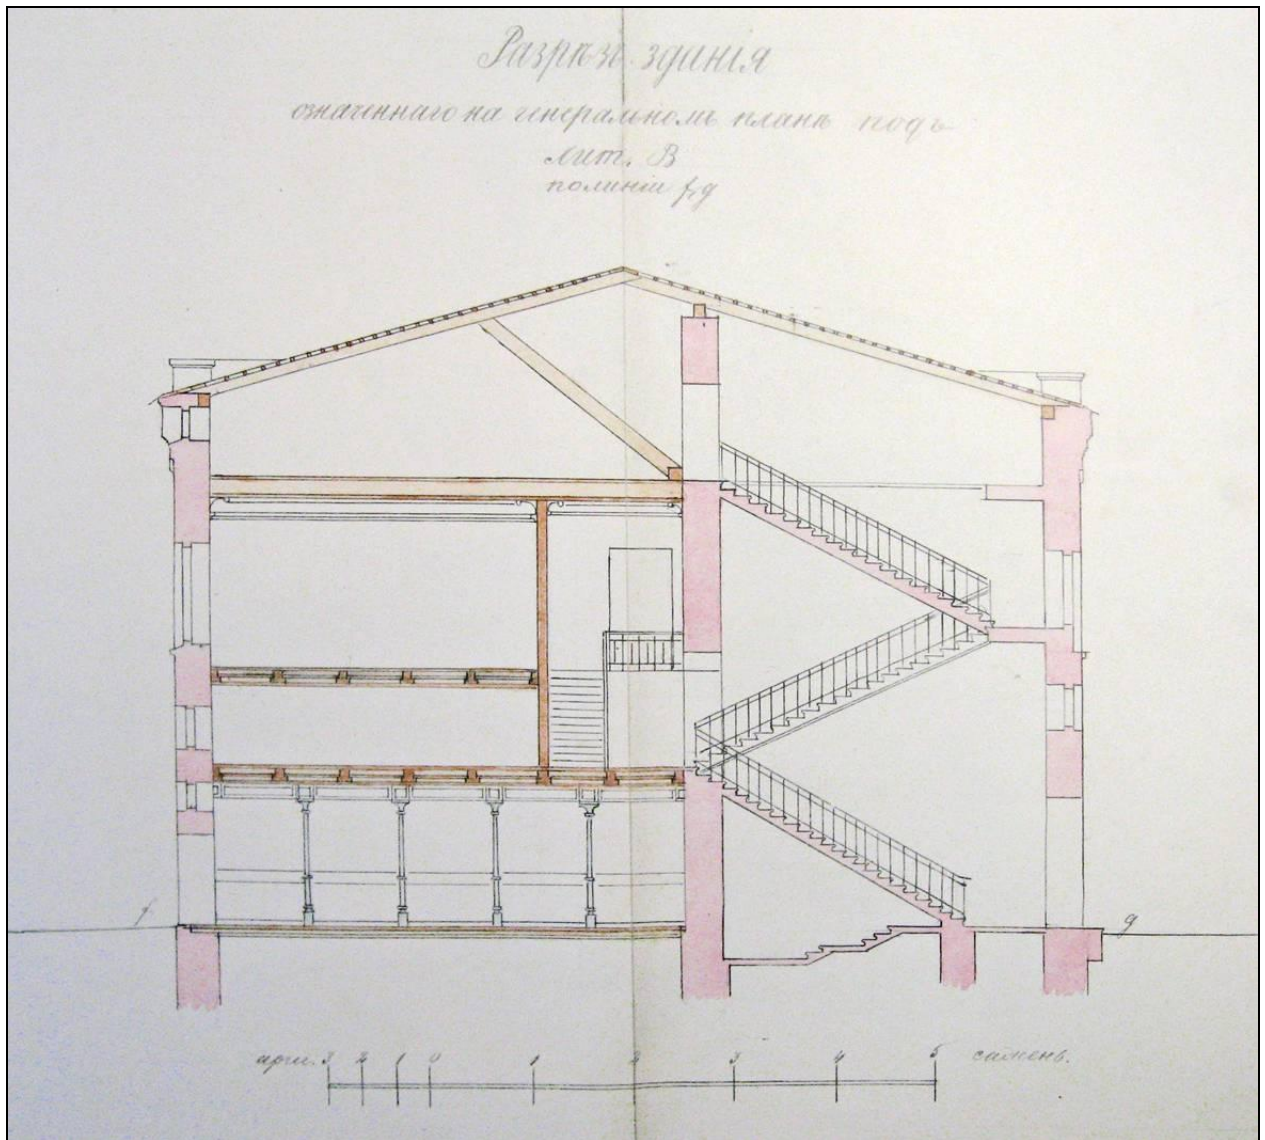 Разрѣзъ зданія
означеннаго на генеральномъ планѣ подъ
лит. В
по линіи f, g
f
g
арш. 3 2 1 0 1 2 3 4 5 сажень.